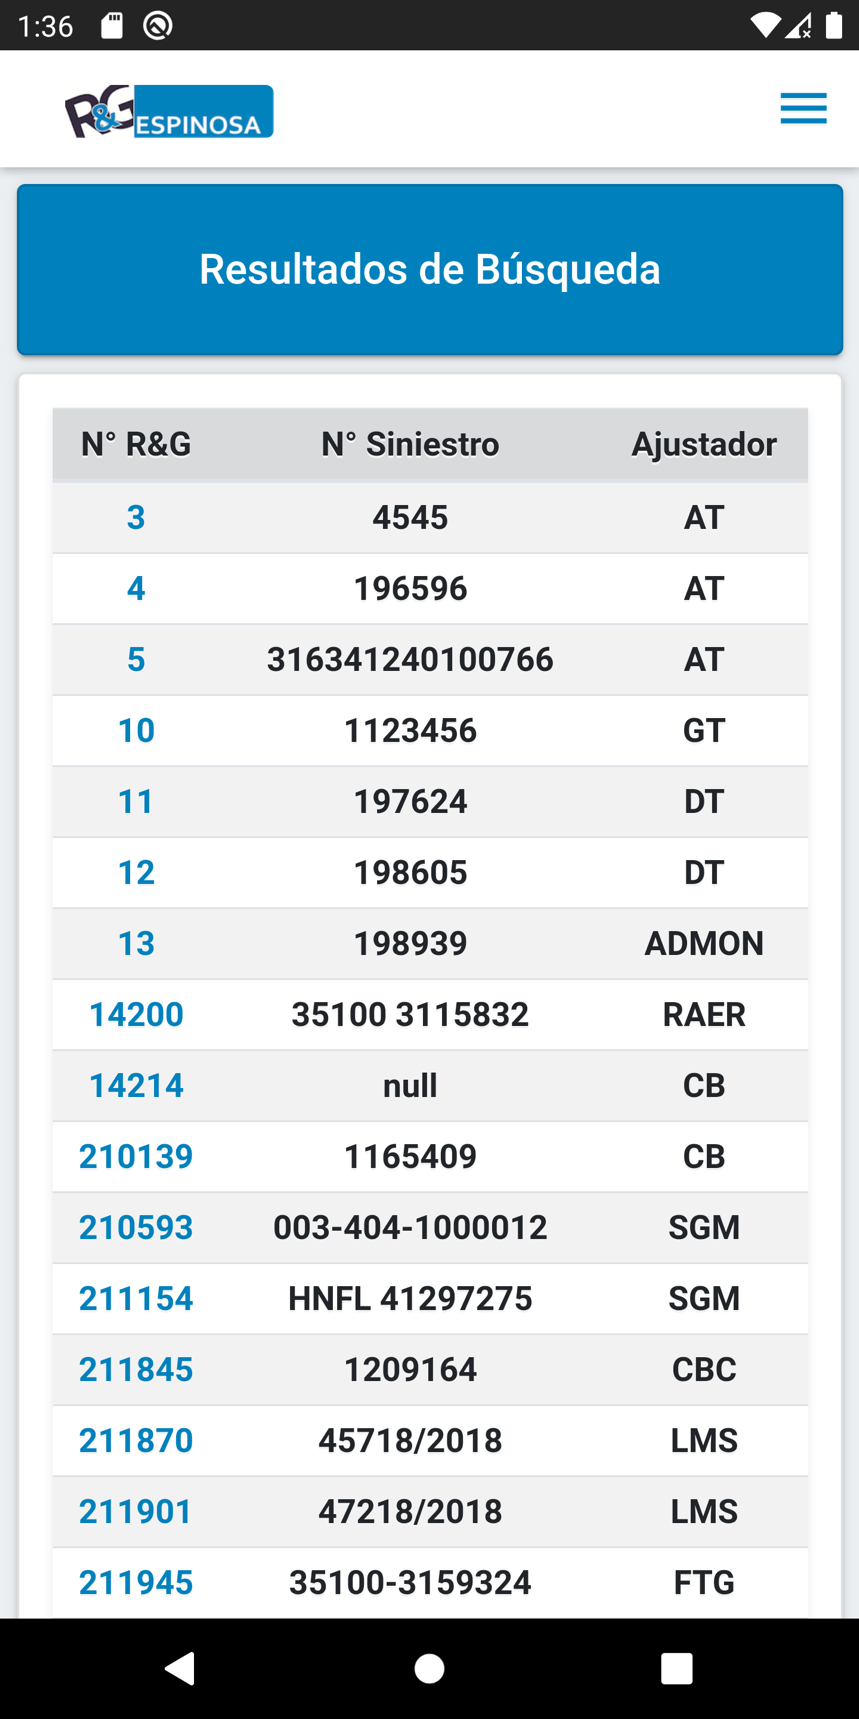 1:36
R&G ESPINOSA
Resultados de Búsqueda
N° R&G N° Siniestro Ajustador
3 4545 AT
4 196596 AT
5 316341240100766 AT
10 1123456 GT
11 197624 DT
12 198605 DT
13 198939 ADMON
14200 35100 3115832 RAER
14214 null CB
210139 1165409 CB
210593 003-404-1000012 SGM
211154 HNFL 41297275 SGM
211845 1209164 CBC
211870 45718/2018 LMS
211901 47218/2018 LMS
211945 35100-3159324 FTG